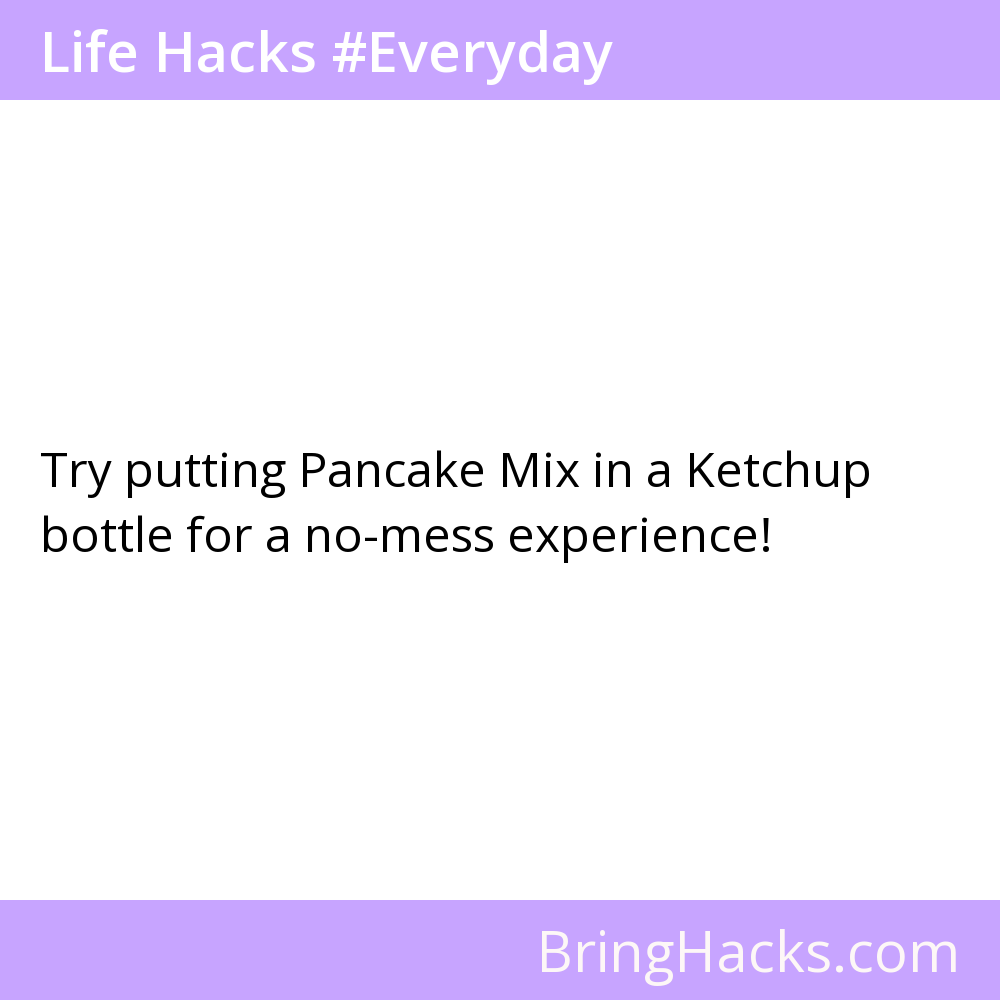 Life Hacks #Everyday
Try putting Pancake Mix in a Ketchup
bottle for a no-mess experience!
BringHacks.com